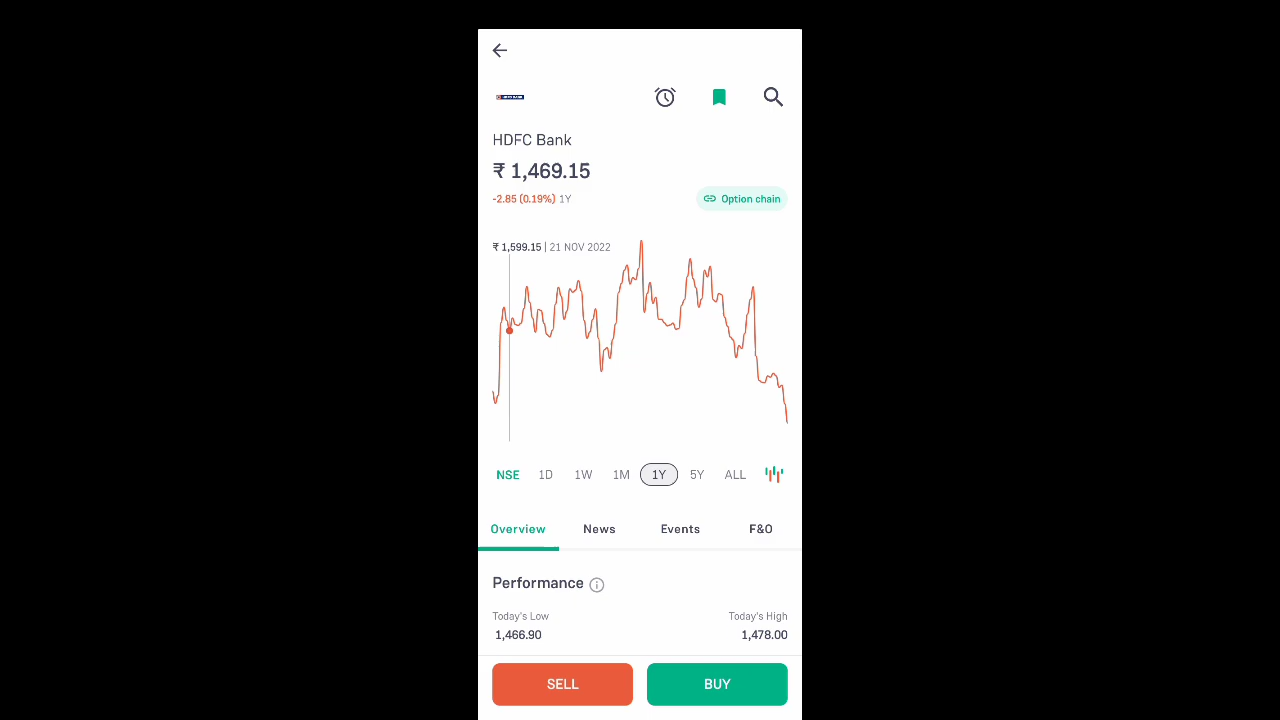 HDFC BANK
HDFC Bank
₹ 1,469.15
-2.85 (0.19%) 1Y
Option chain
₹ 1,599.15 | 21 NOV 2022
NSE 1D 1W 1M 1Y 5Y ALL
Overview News Events F&O
Performance
Today's Low Today's High
1,466.90 1,478.00
SELL BUY